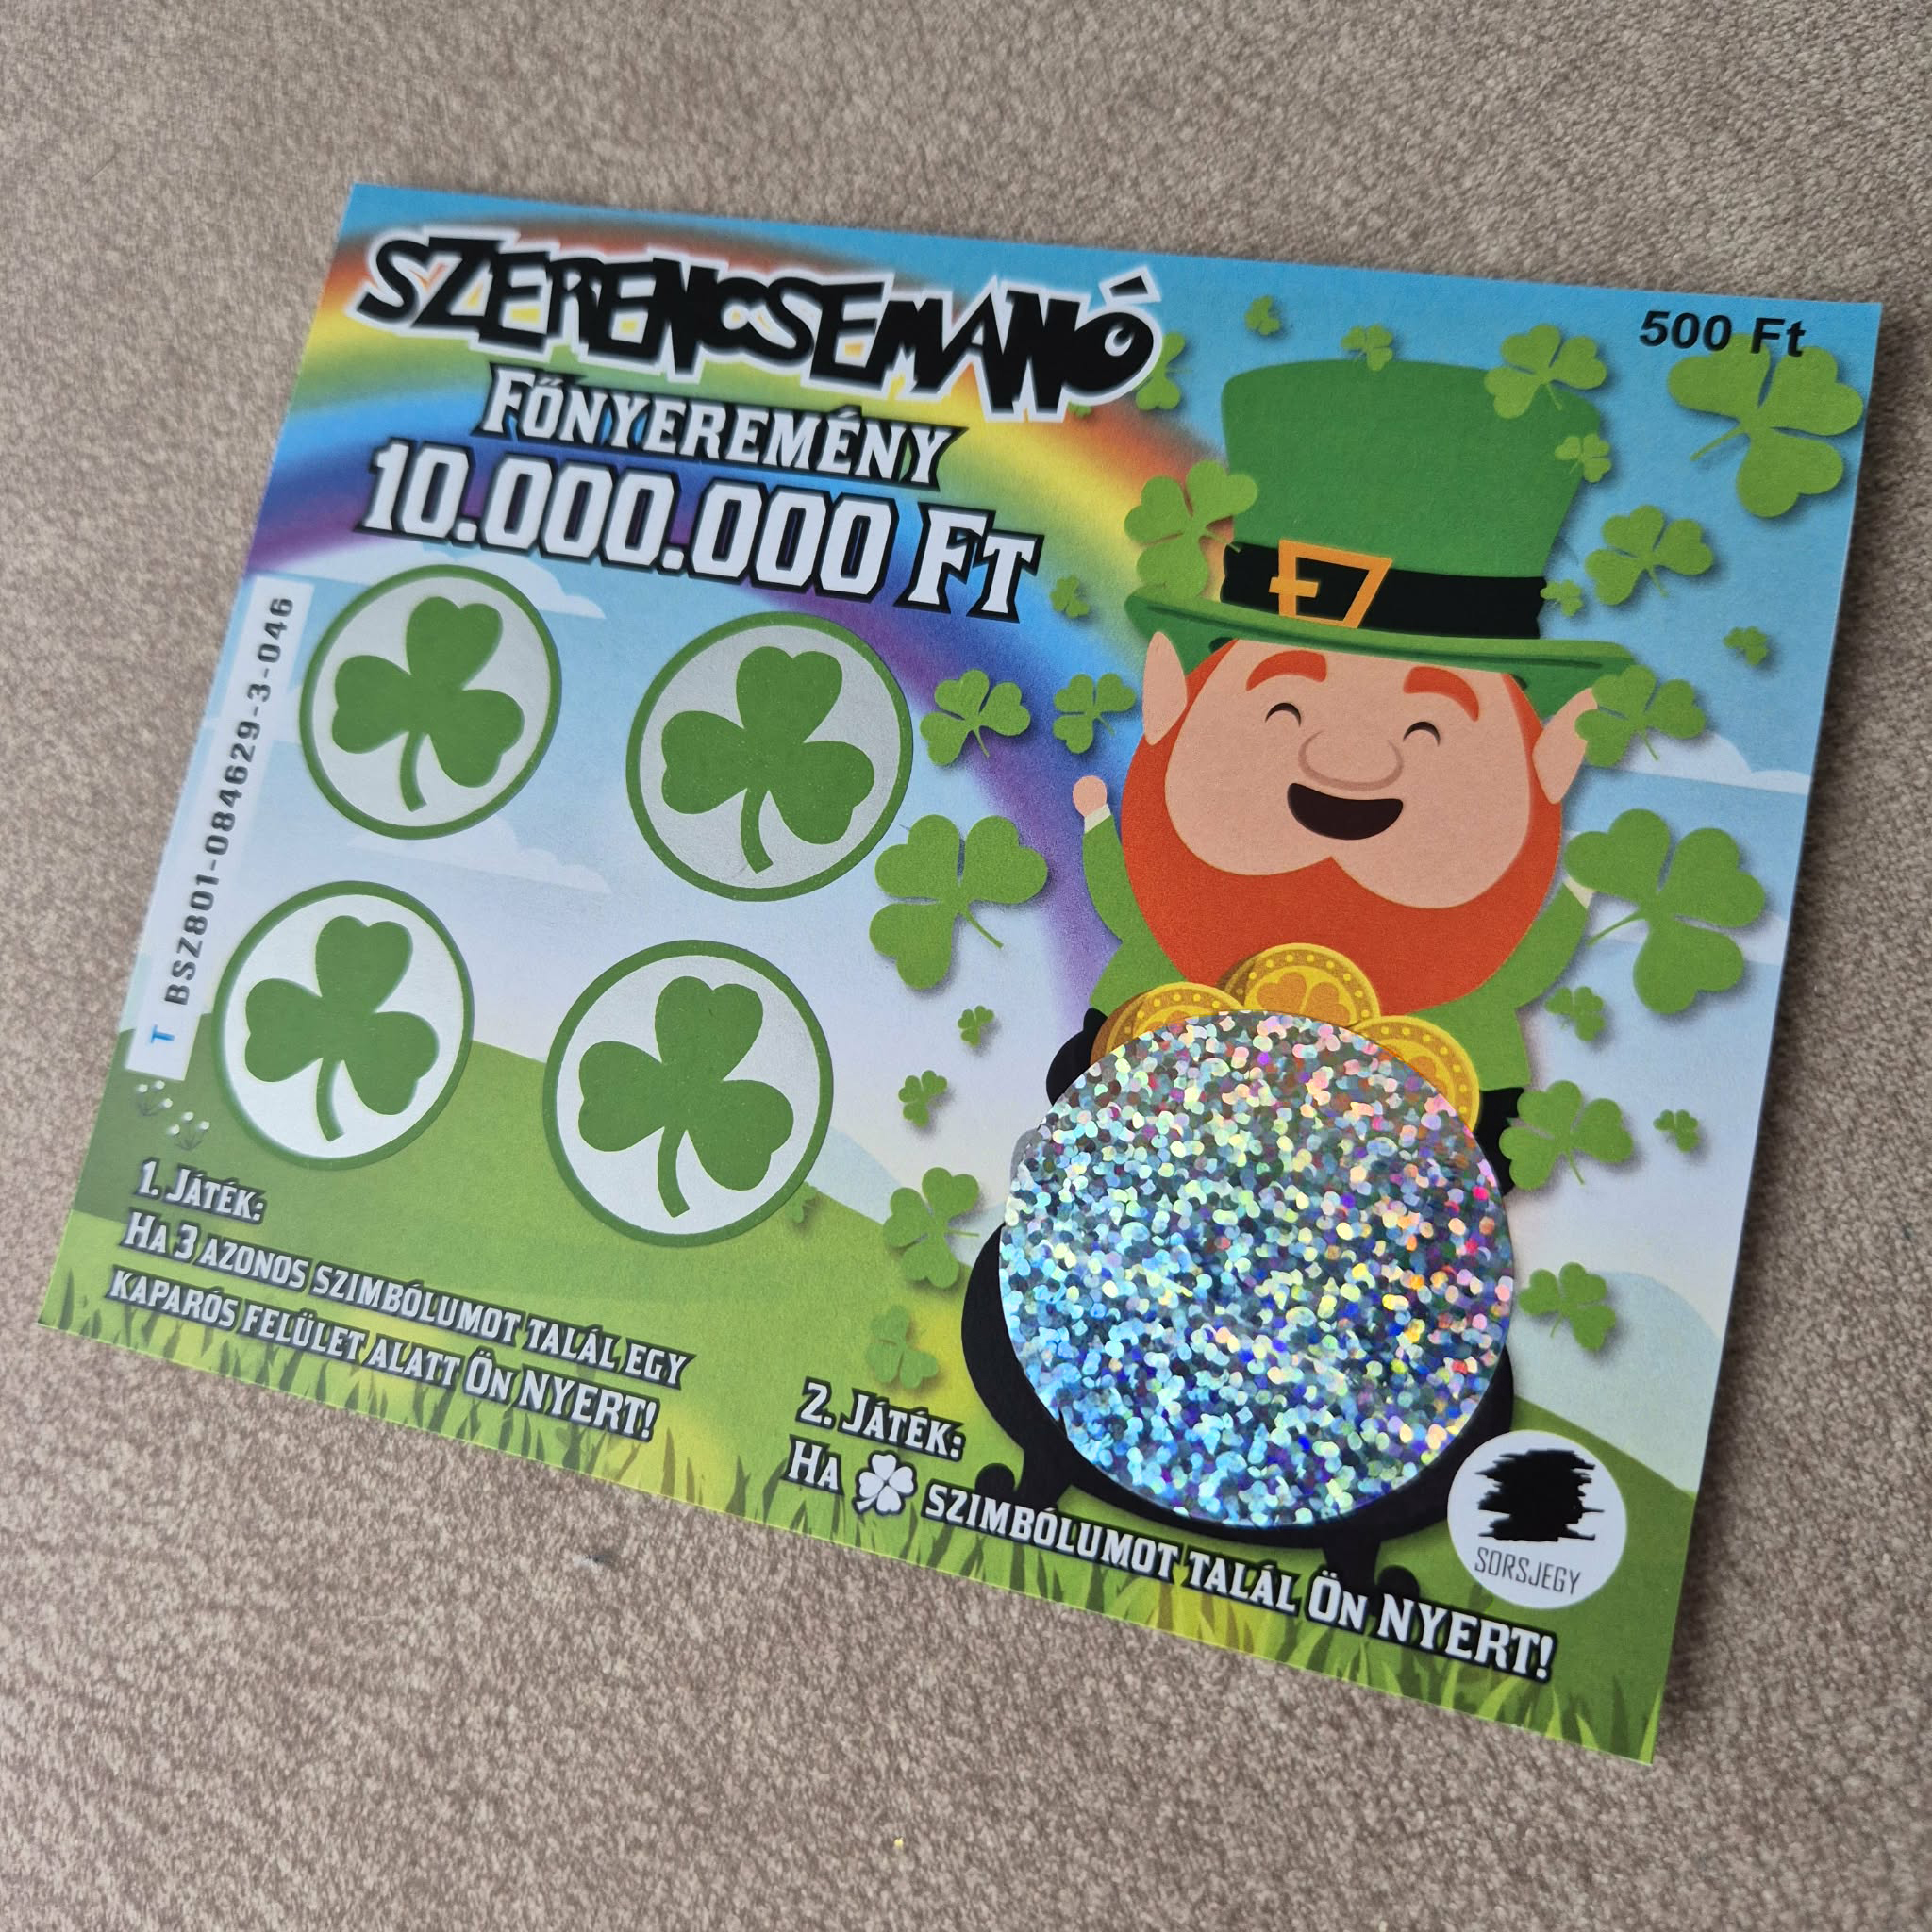 SZERENCSEMANÓ
FŐNYEREMÉNY
10.000.000 FT
500 Ft
T BSZ801-084629-3-046
1. JÁTÉK:
HA 3 AZONOS SZIMBÓLUMOT TALÁL EGY
KAPARÓS FELÜLET ALATT ÖN NYERT!
2. JÁTÉK:
HA SZIMBÓLUMOT TALÁL ÖN NYERT!
SORSJEGY